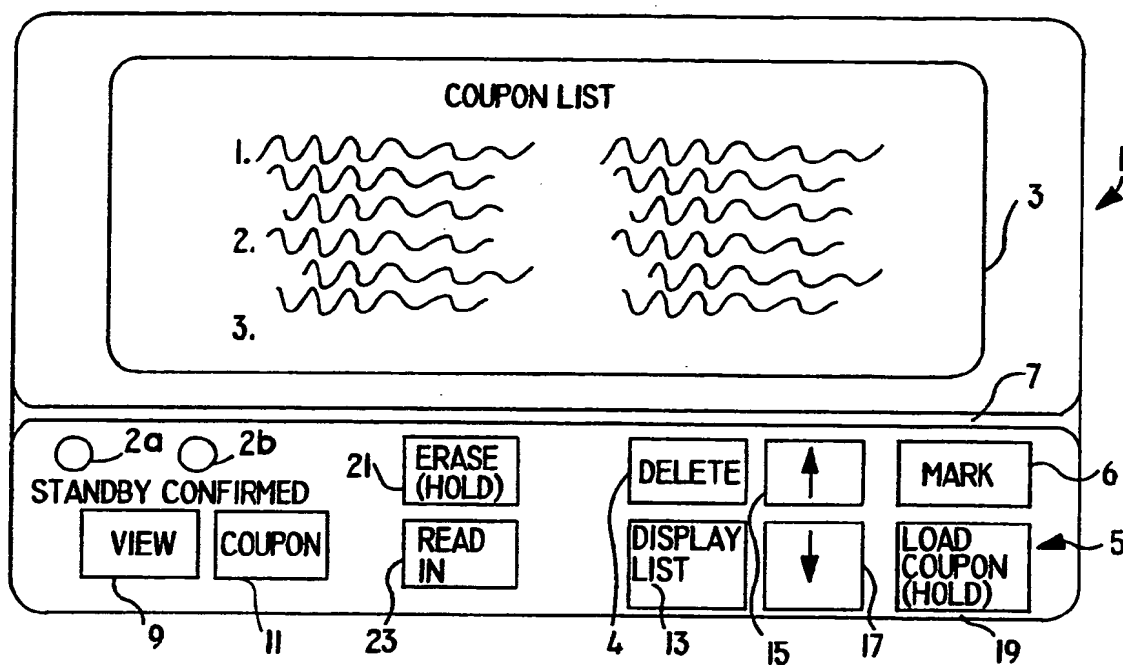 COUPON LIST
1.
1
3
2.
3.
7
2a 2b
STANDBY CONFIRMED
21
ERASE
(HOLD)
DELETE
MARK
6
VIEW
COUPON
READ
IN
DISPLAY
LIST
LOAD
COUPON
(HOLD)
5
9
11
23
4
13
15
17
19